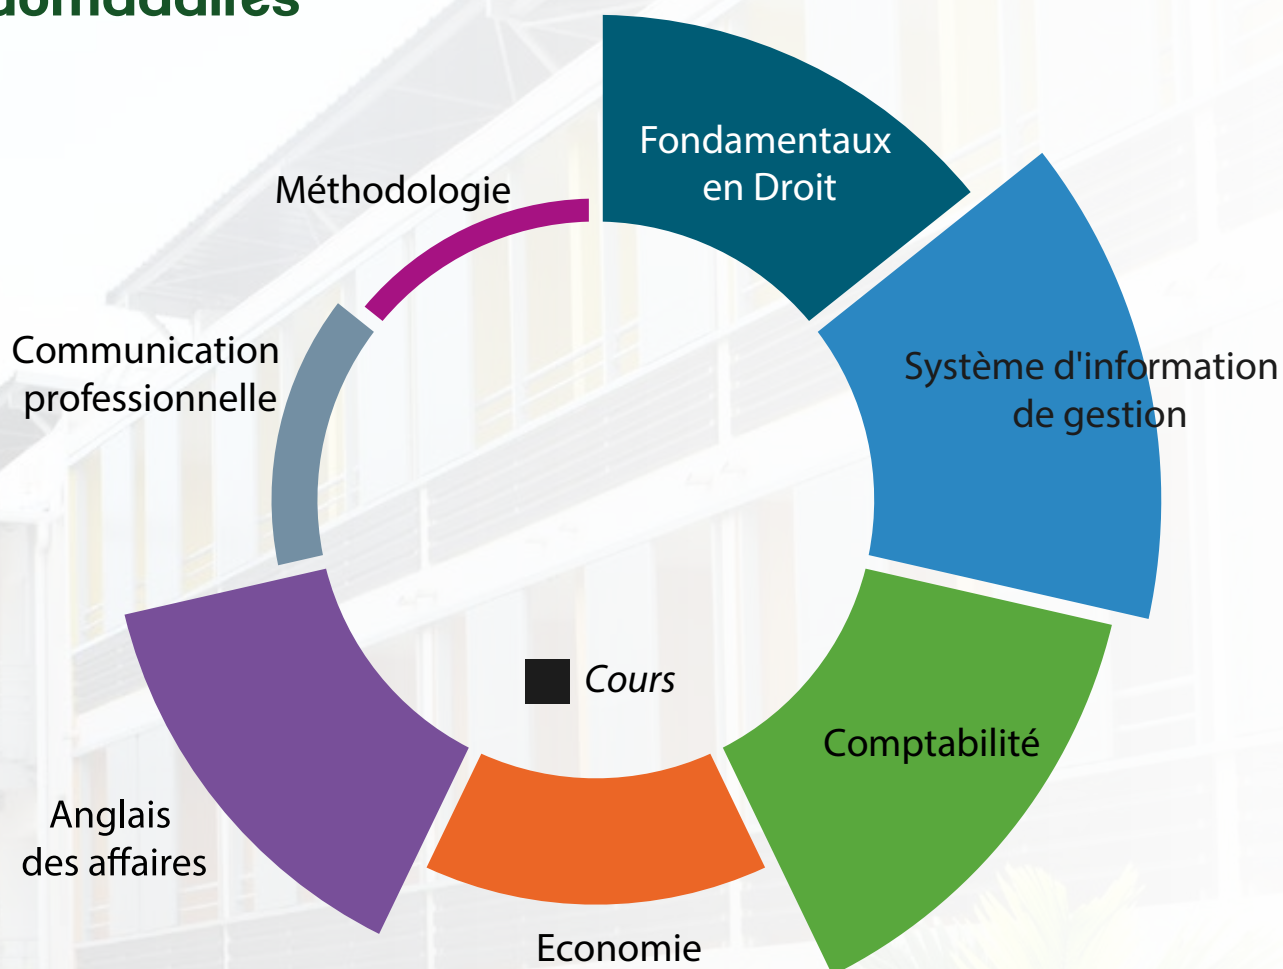 Fondamentaux
en Droit
Méthodologie
Communication
professionnelle
Système d'information
de gestion
Cours
Comptabilité
Anglais
des affaires
Economie